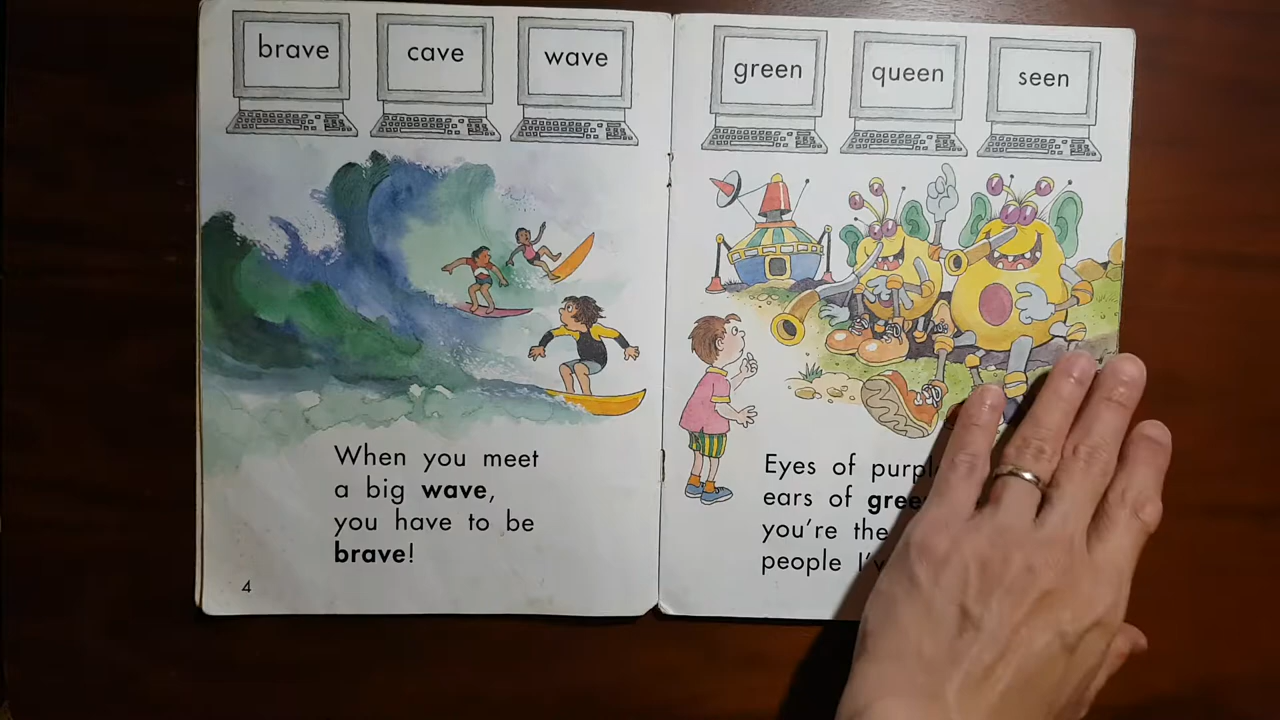 brave
cave
wave
When you meet
a big wave,
you have to be
brave!
4
green
queen
seen
Eyes of
ears of
you're the
people